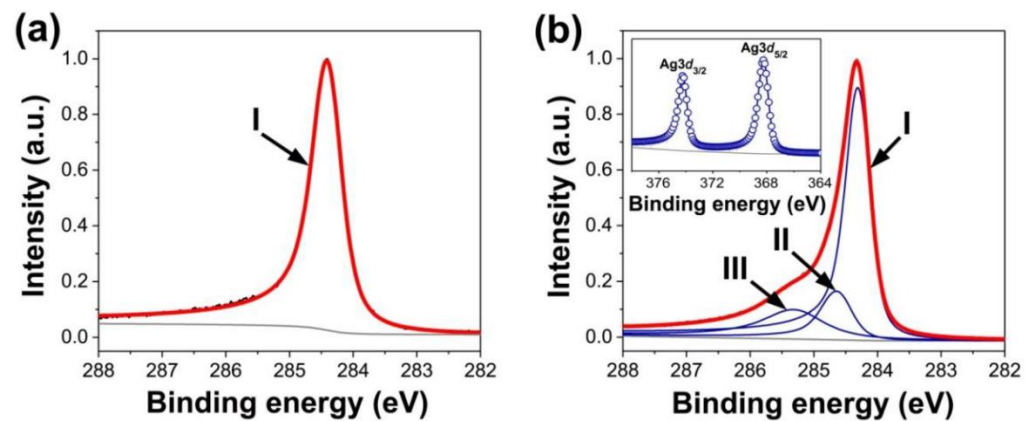 (a)
1.0
0.8
0.6
0.4
0.2
0.0
Intensity (a.u.)
I
288 287 286 285 284 283 282
Binding energy (eV)
(b)
1.0
0.8
0.6
0.4
0.2
0.0
Intensity (a.u.)
Ag3d3/2
Ag3d5/2
376 372 368 364
Binding energy (eV)
I
II
III
288 287 286 285 284 283 282
Binding energy (eV)